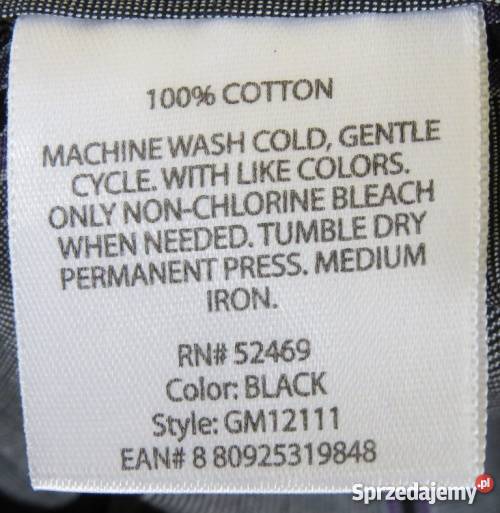 100% COTTON
MACHINE WASH COLD, GENTLE
CYCLE. WITH LIKE COLORS.
ONLY NON-CHLORINE BLEACH
WHEN NEEDED. TUMBLE DRY
PERMANENT PRESS. MEDIUM
IRON.
RN# 52469
Color: BLACK
Style: GM12111
EAN# 8 80925319848
Sprzedajemy.pl